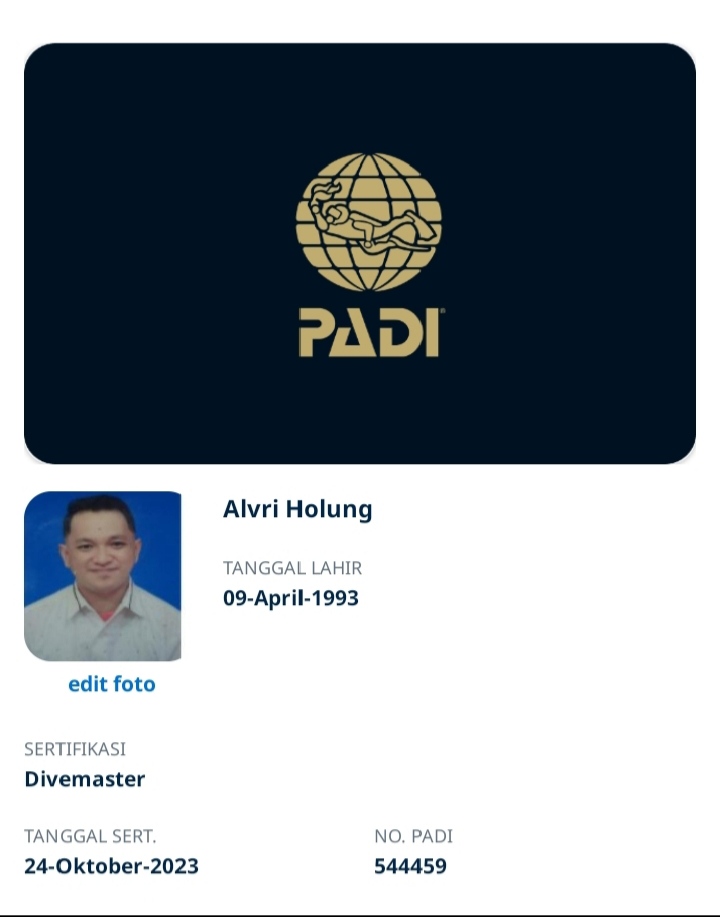 PADI
Alvri Holung
TANGGAL LAHIR
09-April-1993
edit foto
SERTIFIKASI
Divemaster
TANGGAL SERT.
24-Oktober-2023
NO. PADI
544459